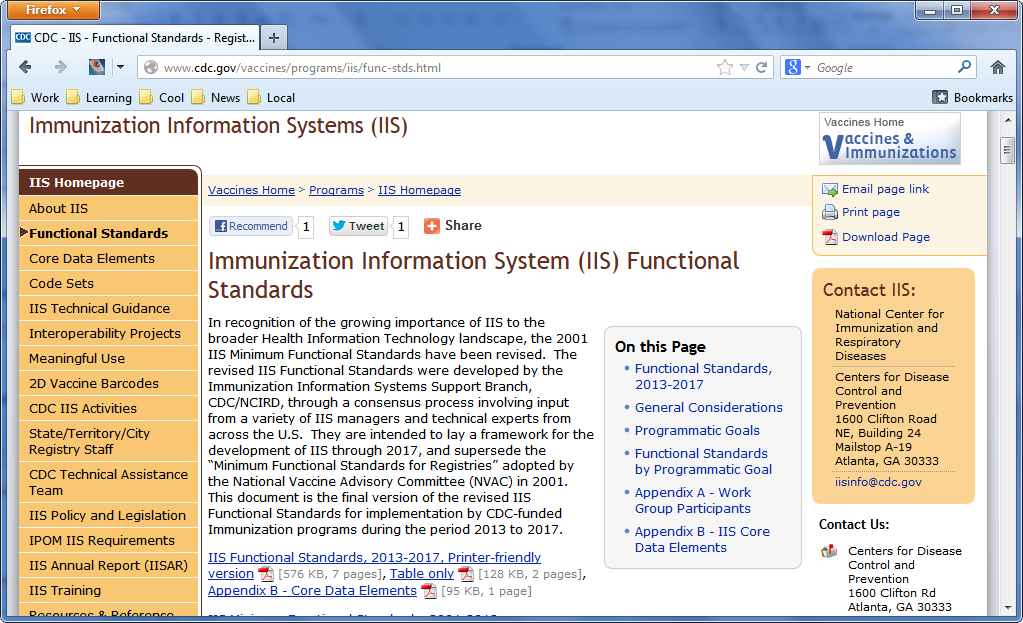 Firefox
CDC - IIS - Functional Standards - Regist...
www.cdc.gov/vaccines/programs/iis/func-stds.html
Google
Work
Learning
Cool
News
Local
Bookmarks
Immunization Information Systems (IIS)
Vaccines Home
Vaccines &
Immunizations
IIS Homepage
About IIS
Functional Standards
Core Data Elements
Code Sets
IIS Technical Guidance
Interoperability Projects
Meaningful Use
2D Vaccine Barcodes
CDC IIS Activities
State/Territory/City
Registry Staff
CDC Technical Assistance
Team
IIS Policy and Legislation
IPOM IIS Requirements
IIS Annual Report (IISAR)
IIS Training
Resources & Reference
Vaccines Home > Programs > IIS Homepage
Recommend 1
Tweet 1
Share
Immunization Information System (IIS) Functional
Standards
In recognition of the growing importance of IIS to the
broader Health Information Technology landscape, the 2001
IIS Minimum Functional Standards have been revised. The
revised IIS Functional Standards were developed by the
Immunization Information Systems Support Branch,
CDC/NCIRD, through a consensus process involving input
from a variety of IIS managers and technical experts from
across the U.S. They are intended to lay a framework for the
development of IIS through 2017, and supersede the
“Minimum Functional Standards for Registries” adopted by
the National Vaccine Advisory Committee (NVAC) in 2001.
This document is the final version of the revised IIS
Functional Standards for implementation by CDC-funded
Immunization programs during the period 2013 to 2017.
IIS Functional Standards, 2013-2017, Printer-friendly
version [576 KB, 7 pages], Table only [128 KB, 2 pages],
Appendix B - Core Data Elements [95 KB, 1 page]
On this Page
Functional Standards,
2013-2017
General Considerations
Programmatic Goals
Functional Standards
by Programmatic Goal
Appendix A - Work
Group Participants
Appendix B - IIS Core
Data Elements
Email page link
Print page
Download Page
Contact IIS:
National Center for
Immunization and
Respiratory
Diseases
Centers for Disease
Control and
Prevention
1600 Clifton Road
NE, Building 24
Mailstop A-19
Atlanta, GA 30333
iisinfo@cdc.gov
Contact Us:
Centers for Disease
Control and
Prevention
1600 Clifton Rd
Atlanta, GA 30333